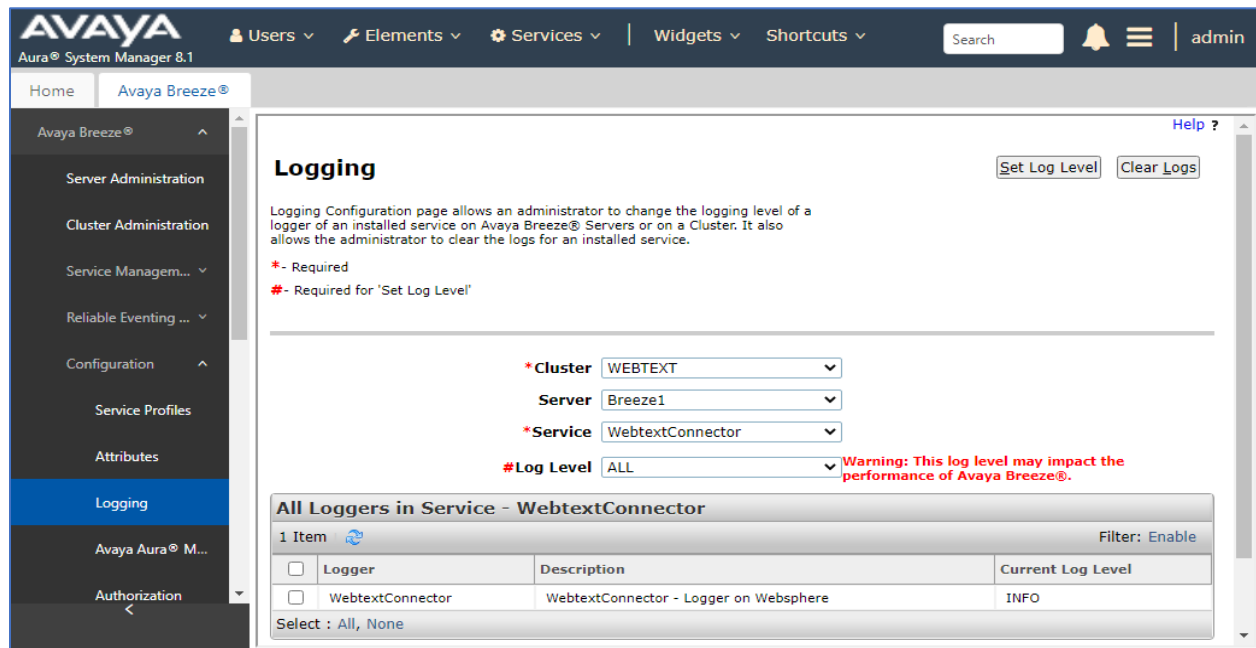 AVAYA
Aura® System Manager 8.1
Users
Elements
Services
Widgets
Shortcuts
Search
admin
Home
Avaya Breeze®
Avaya Breeze®
Server Administration
Cluster Administration
Service Managem...
Reliable Eventing ...
Configuration
Service Profiles
Attributes
Logging
Avaya Aura® M...
Authorization
<
Help ?
Logging
Set Log Level
Clear Logs
Logging Configuration page allows an administrator to change the logging level of a
logger of an installed service on Avaya Breeze® Servers or on a Cluster. It also
allows the administrator to clear the logs for an installed service.
*- Required
#- Required for 'Set Log Level'
*Cluster WEBTEXT
Server Breeze1
*Service WebtextConnector
#Log Level ALL
Warning: This log level may impact the
performance of Avaya Breeze®.
All Loggers in Service - WebtextConnector
1 Item
Filter: Enable
Logger Description Current Log Level
WebtextConnector WebtextConnector - Logger on Websphere INFO
Select : All, None